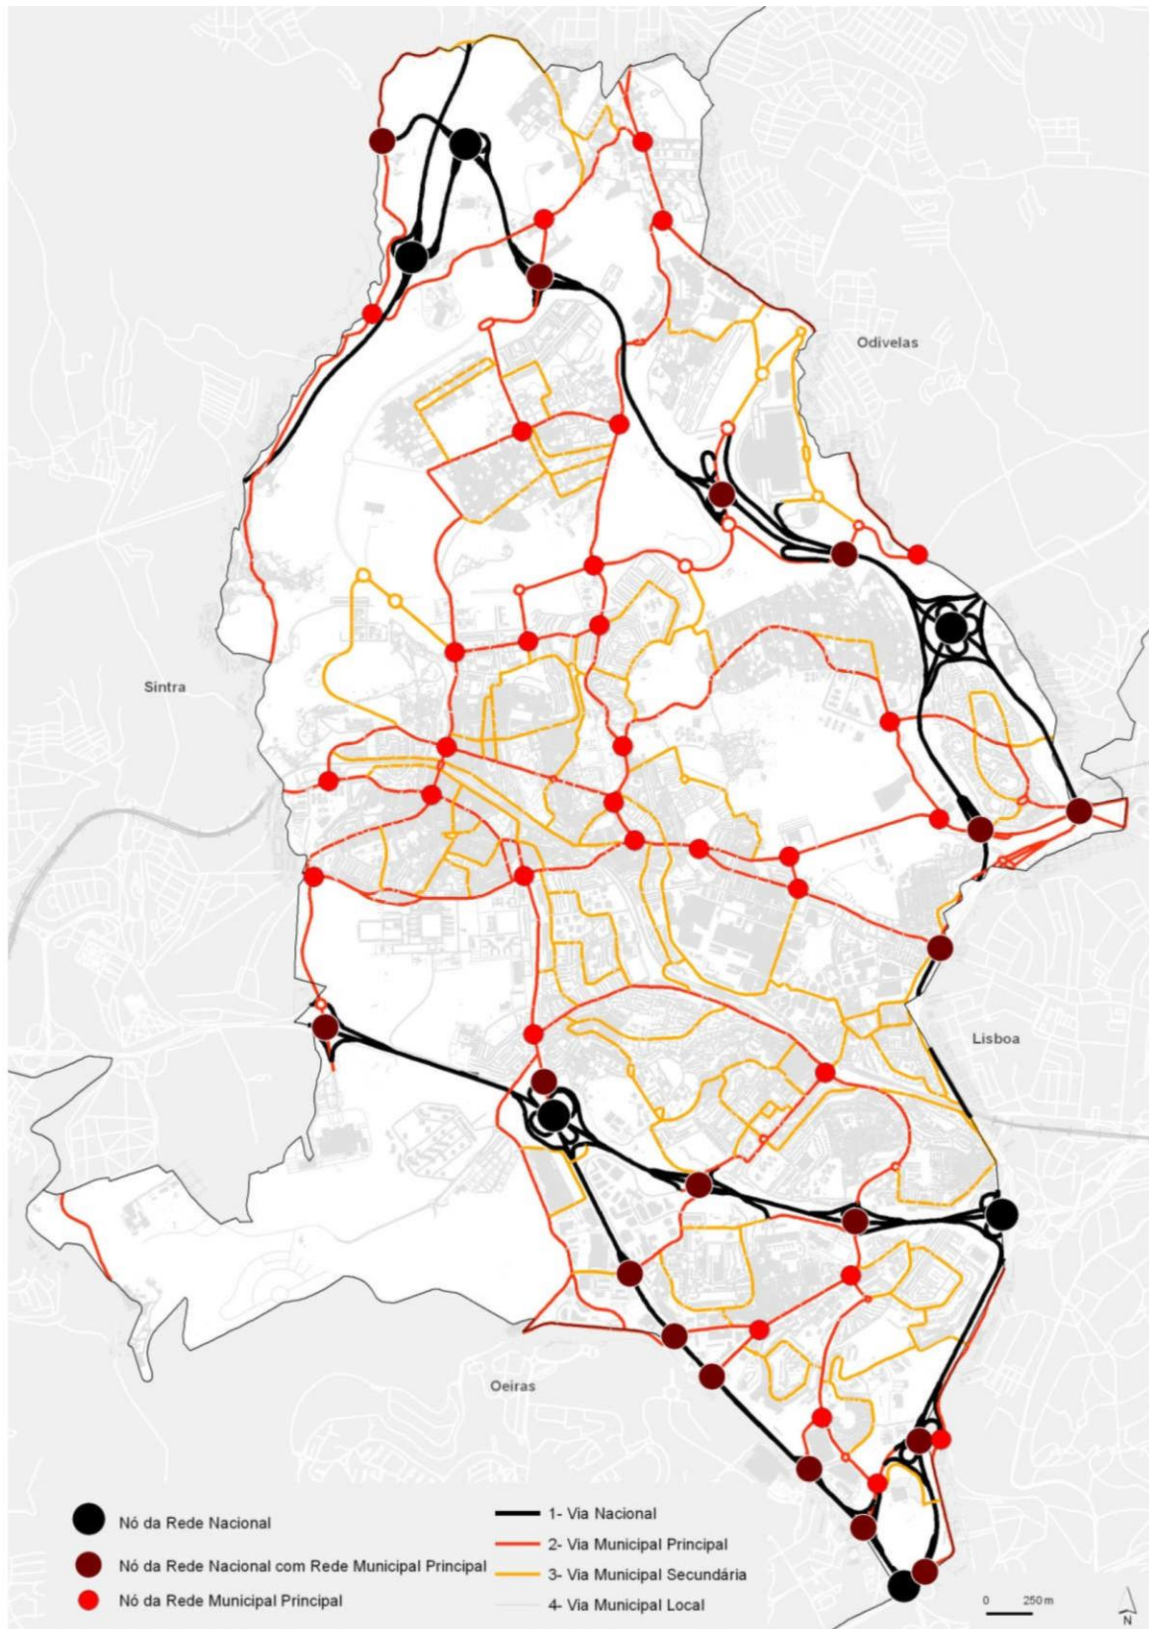 Odivelas
Sintra
Lisboa
Oeiras
Nó da Rede Nacional
Nó da Rede Nacional com Rede Municipal Principal
Nó da Rede Municipal Principal
1- Via Nacional
2- Via Municipal Principal
3- Via Municipal Secundária
4- Via Municipal Local
0 250 m
N